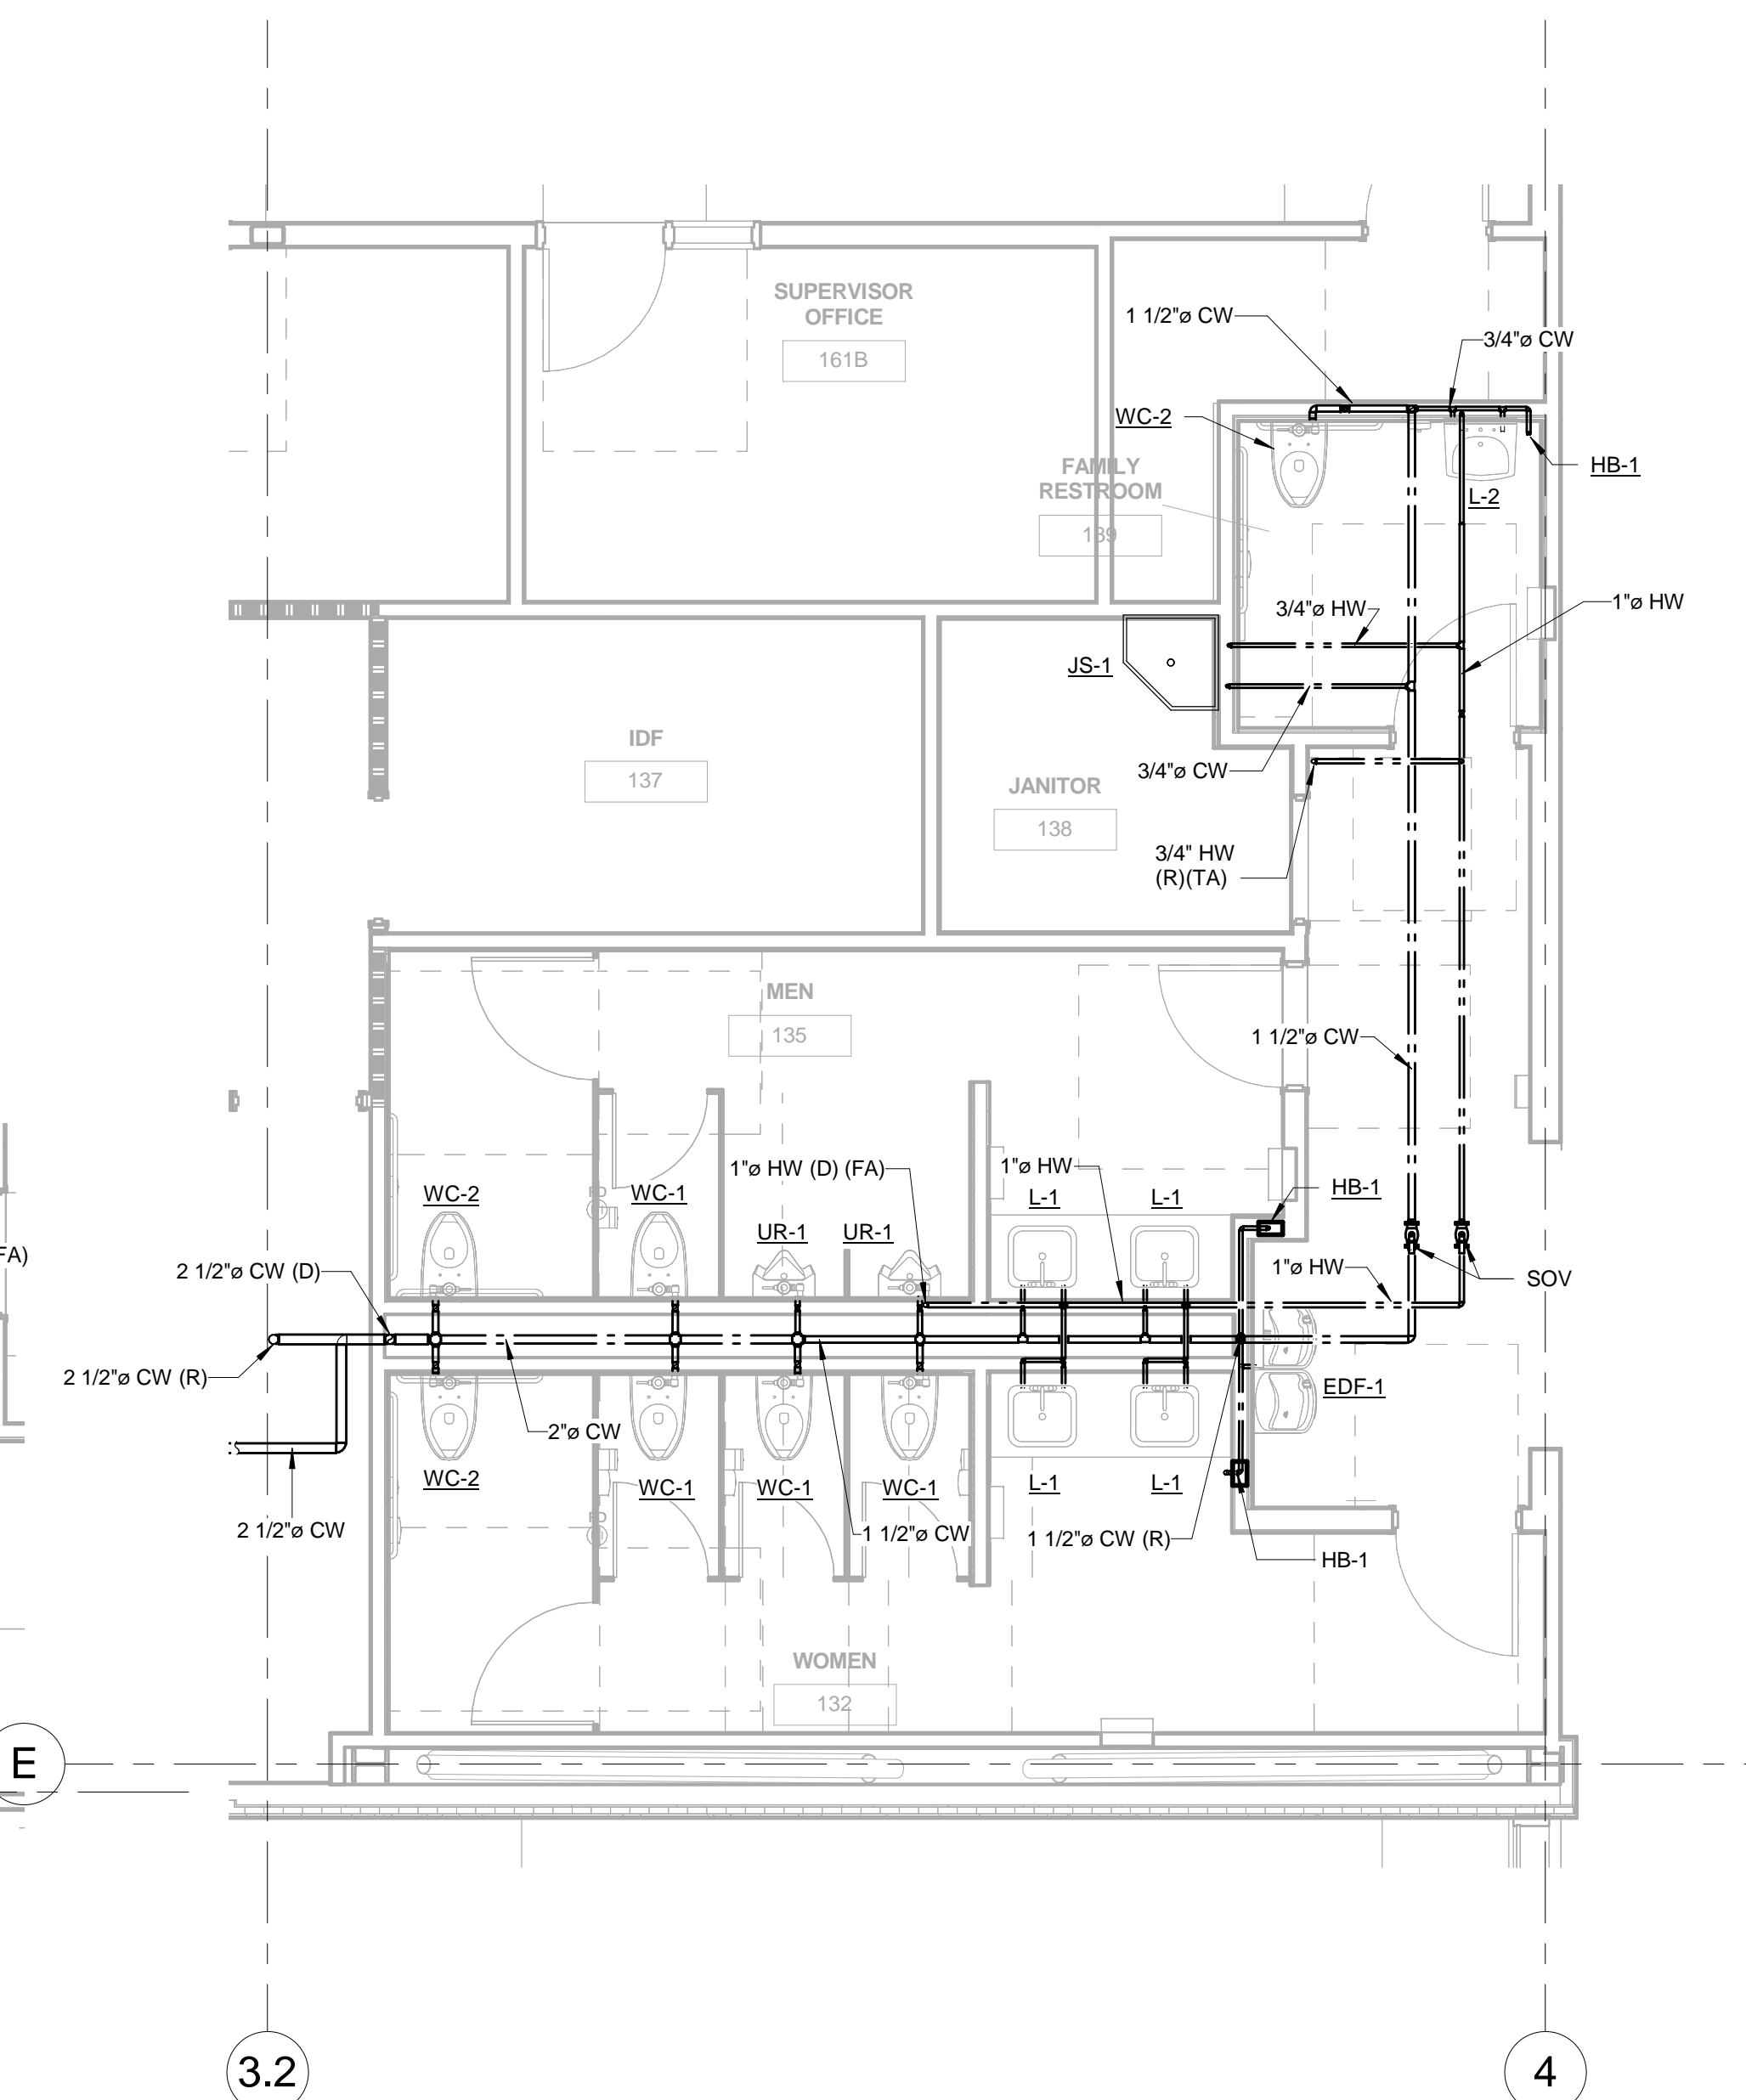 SUPERVISOR
OFFICE
161B
1 1/2"ø CW
3/4"ø CW
WC-2
HB-1
FAMILY
RESTROOM
139
L-2
3/4"ø HW
1"ø HW
JS-1
IDF
137
3/4"ø CW
JANITOR
138
3/4" HW
(R)(TA)
MEN
135
1 1/2"ø CW
1"ø HW (D) (FA)
1"ø HW
WC-2
WC-1
L-1
L-1
HB-1
UR-1
UR-1
FA)
2 1/2"ø CW (D)
1"ø HW
SOV
2 1/2"ø CW (R)
EDF-1
2"ø CW
WC-2
WC-1
WC-1
WC-1
L-1
L-1
2 1/2"ø CW
1 1/2"ø CW
1 1/2"ø CW (R)
HB-1
WOMEN
132
E
3.2
4